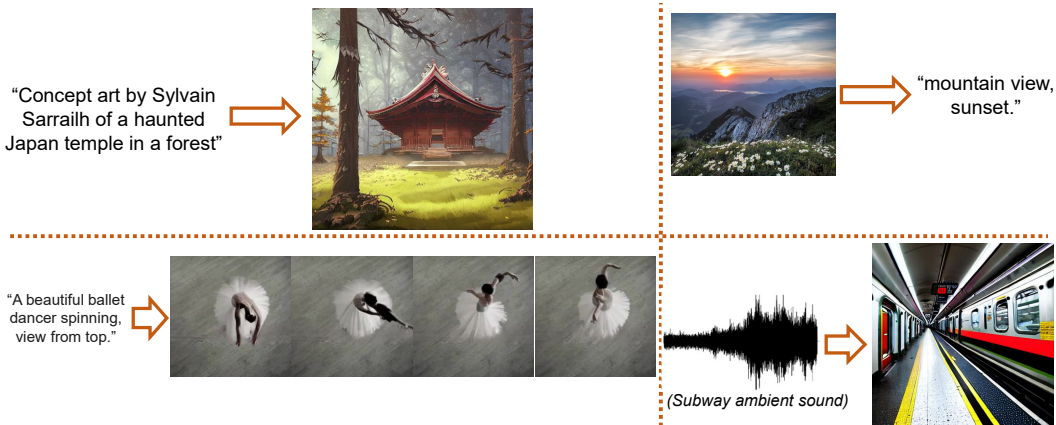 “Concept art by Sylvain
Sarrailh of a haunted
Japan temple in a forest”
“mountain view,
sunset.”
“A beautiful ballet
dancer spinning,
view from top.”
(Subway ambient sound)